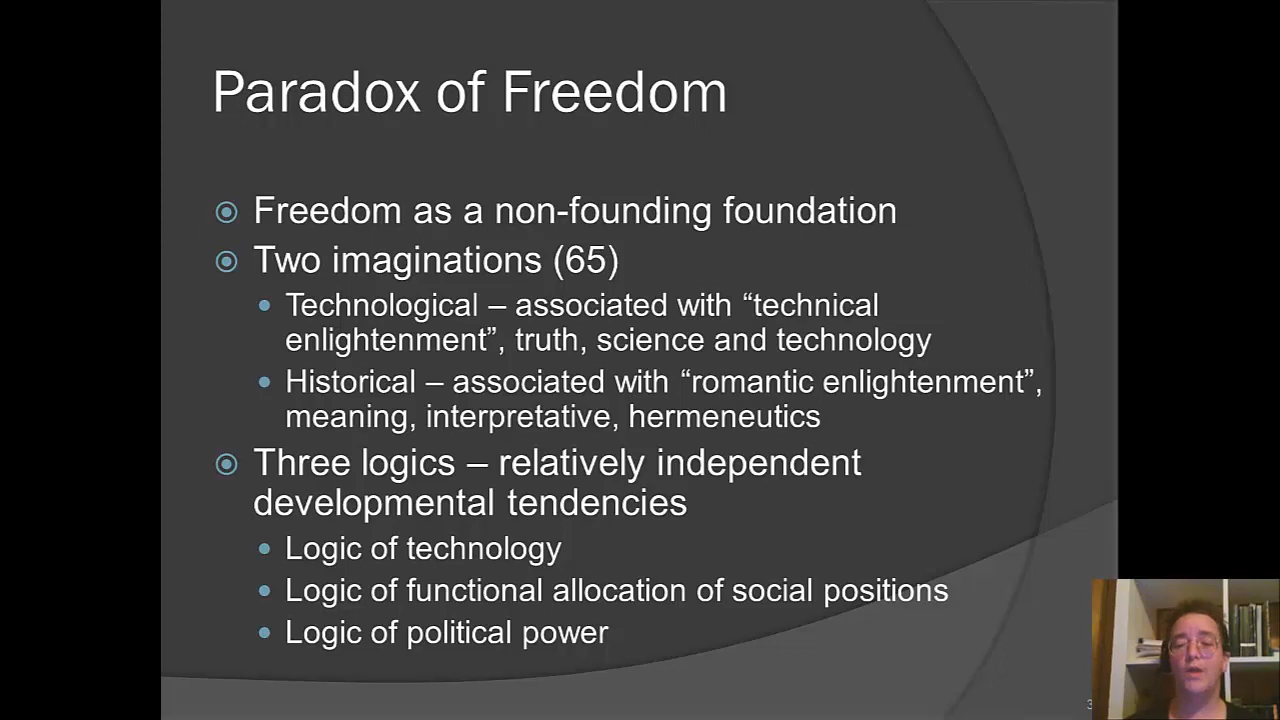 Paradox of Freedom
Freedom as a non-founding foundation
Two imaginations (65)
Technological – associated with “technical
enlightenment”, truth, science and technology
Historical – associated with “romantic enlightenment”,
meaning, interpretative, hermeneutics
Three logics – relatively independent
developmental tendencies
Logic of technology
Logic of functional allocation of social positions
Logic of political power